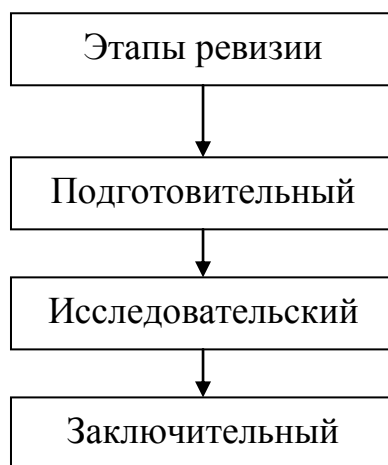 Этапы ревизии
Подготовительный
Исследовательский
Заключительный